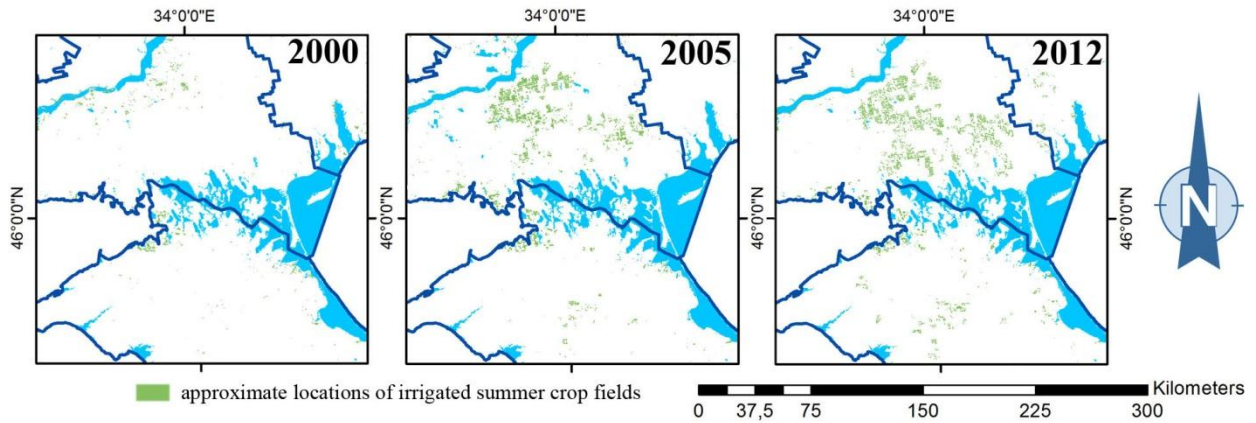 34°0'0"E 34°0'0"E 34°0'0"E
2000 2005 2012
46°0'0"N 46°0'0"N 46°0'0"N 46°0'0"N
N
approximate locations of irrigated summer crop fields
Kilometers
0 37,5 75 150 225 300